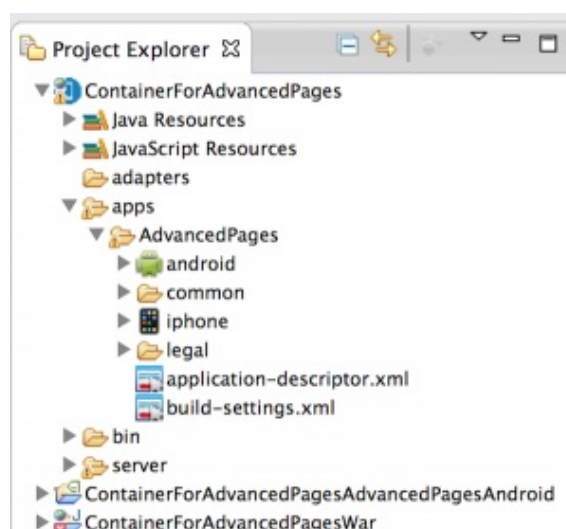 Project Explorer
ContainerForAdvancedPages
Java Resources
JavaScript Resources
adapters
apps
AdvancedPages
android
common
iphone
legal
application-descriptor.xml
build-settings.xml
bin
server
ContainerForAdvancedPagesAdvancedPagesAndroid
ContainerForAdvancedPagesWar